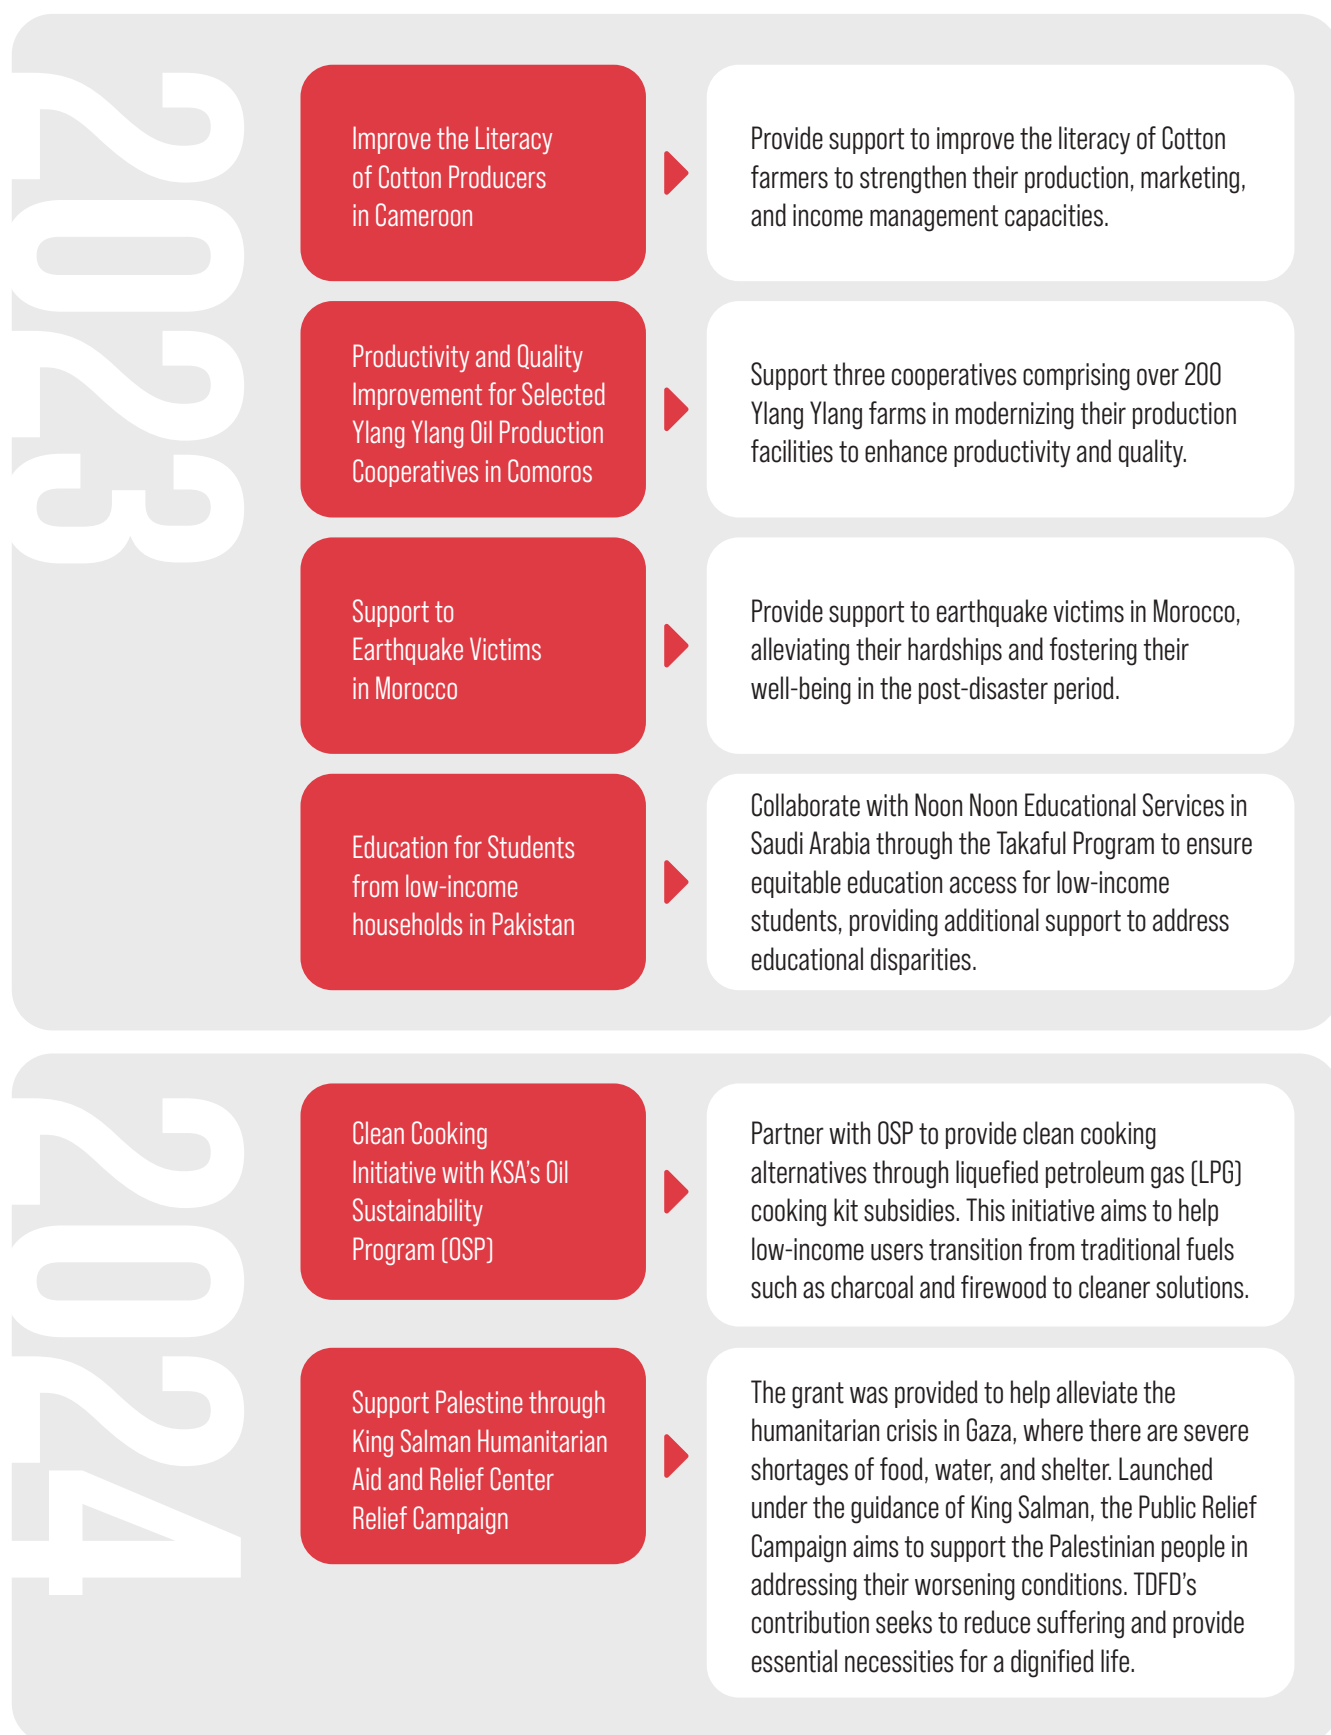 2023
Improve the Literacy
of Cotton Producers
in Cameroon
Provide support to improve the literacy of Cotton
farmers to strengthen their production, marketing,
and income management capacities.
Productivity and Quality
Improvement for Selected
Ylang Ylang Oil Production
Cooperatives in Comoros
Support three cooperatives comprising over 200
Ylang Ylang farms in modernizing their production
facilities to enhance productivity and quality.
Support to
Earthquake Victims
in Morocco
Provide support to earthquake victims in Morocco,
alleviating their hardships and fostering their
well-being in the post-disaster period.
Education for Students
from low-income
households in Pakistan
Collaborate with Noon Noon Educational Services in
Saudi Arabia through the Takaful Program to ensure
equitable education access for low-income
students, providing additional support to address
educational disparities.
2024
Clean Cooking
Initiative with KSA's Oil
Sustainability
Program (OSP)
Partner with OSP to provide clean cooking
alternatives through liquefied petroleum gas (LPG)
cooking kit subsidies. This initiative aims to help
low-income users transition from traditional fuels
such as charcoal and firewood to cleaner solutions.
Support Palestine through
King Salman Humanitarian
Aid and Relief Center
Relief Campaign
The grant was provided to help alleviate the
humanitarian crisis in Gaza, where there are severe
shortages of food, water, and shelter. Launched
under the guidance of King Salman, the Public Relief
Campaign aims to support the Palestinian people in
addressing their worsening conditions. TDFD's
contribution seeks to reduce suffering and provide
essential necessities for a dignified life.